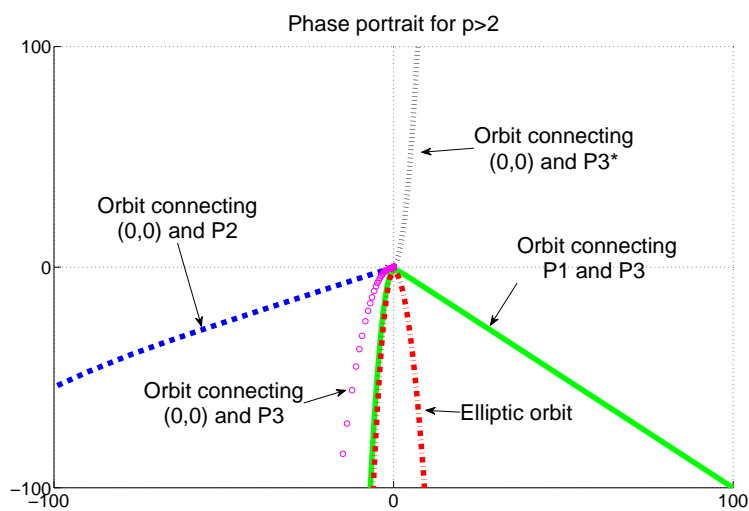 Phase portrait for p>2
100
Orbit connecting
(0,0) and P3*
Orbit connecting
(0,0) and P2
Orbit connecting
P1 and P3
0
Orbit connecting
(0,0) and P3
Elliptic orbit
−100
−100
0
100